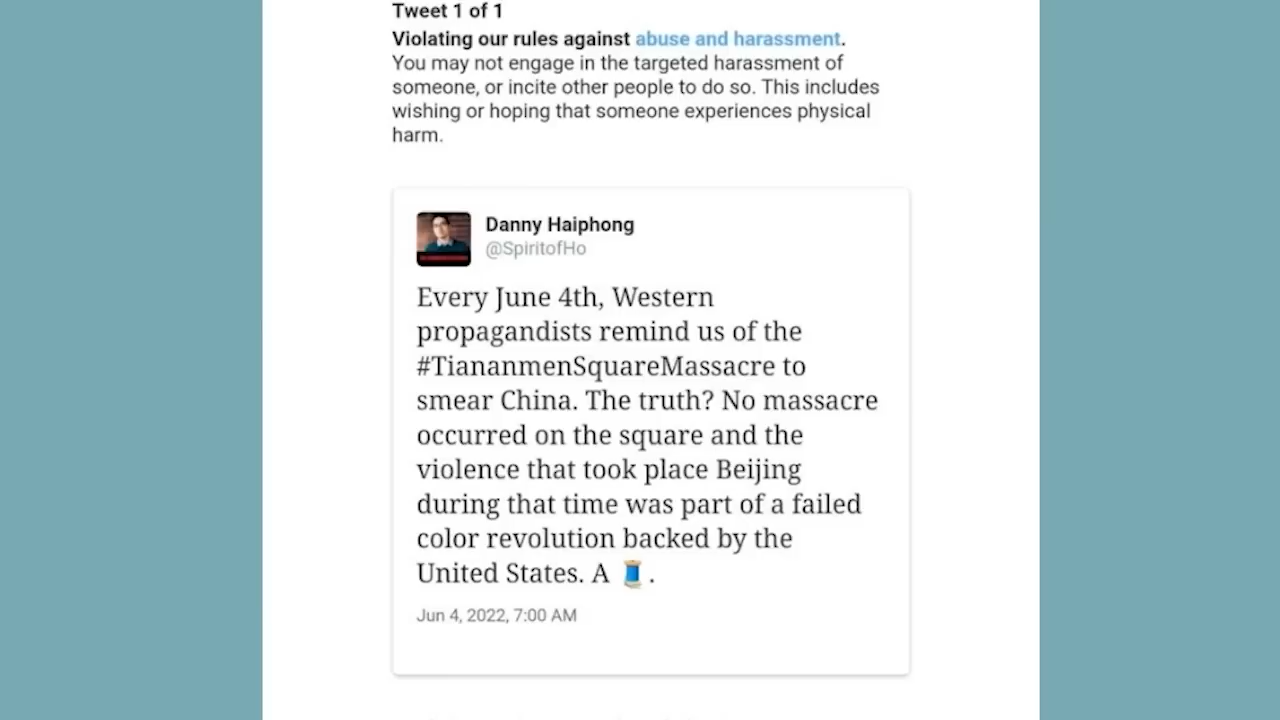 Tweet 1 of 1
Violating our rules against abuse and harassment.
You may not engage in the targeted harassment of
someone, or incite other people to do so. This includes
wishing or hoping that someone experiences physical
harm.
Danny Haiphong
@SpiritofHo
Every June 4th, Western
propagandists remind us of the
#TiananmenSquareMassacre to
smear China. The truth? No massacre
occurred on the square and the
violence that took place Beijing
during that time was part of a failed
color revolution backed by the
United States. A 🧵.
Jun 4, 2022, 7:00 AM